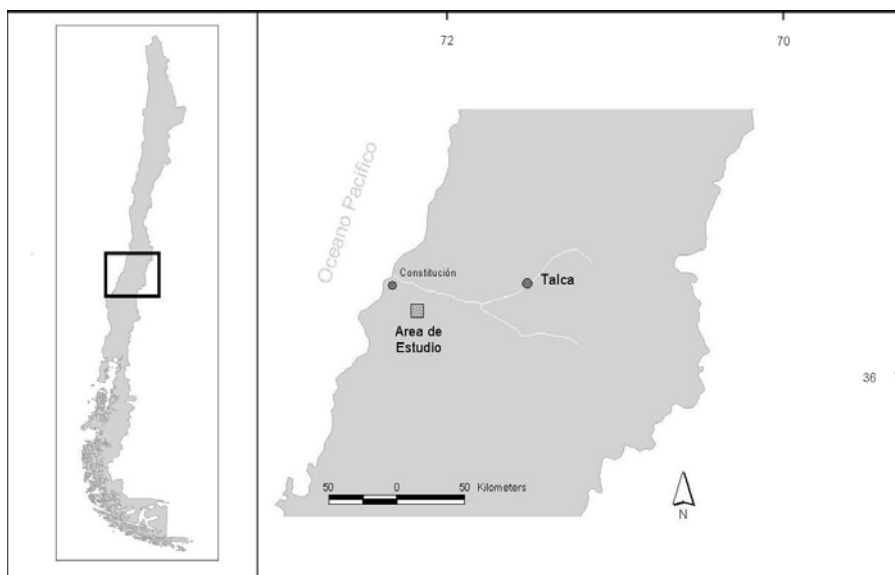 72
70
Oceano Pacifico
Constitución
Talca
Area de
Estudio
36
50 0 50 Kilometers
N